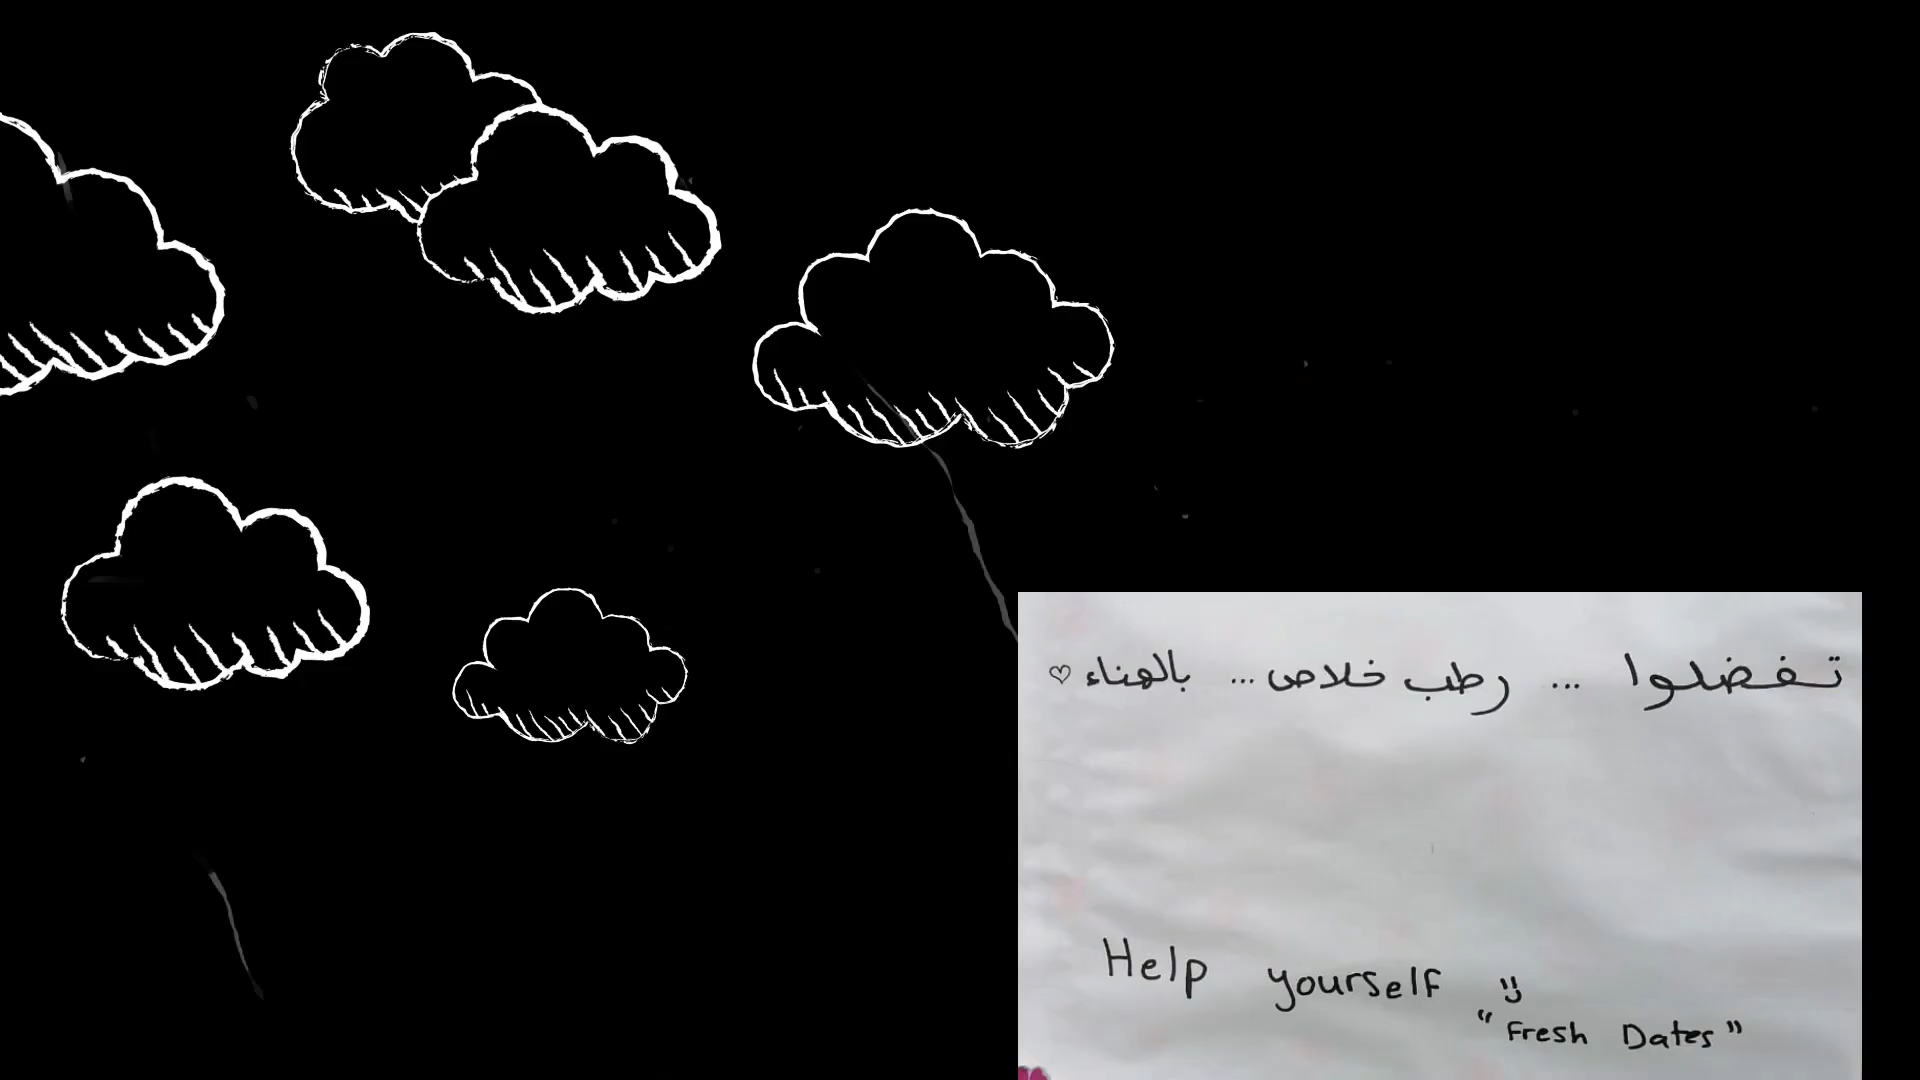 تفضلوا ... رطب خلاص ... بالهناء ♡
Help yourself
"Fresh Dates"